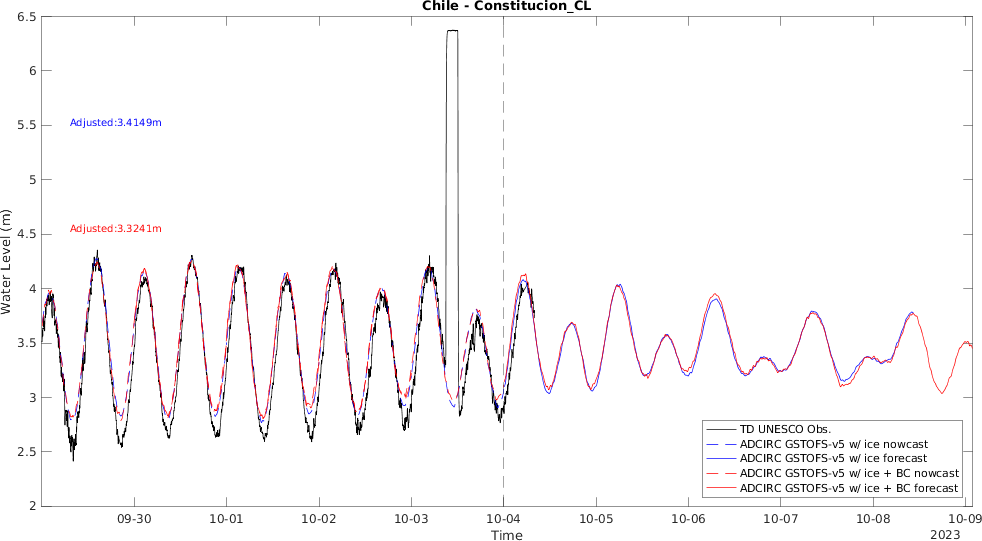 Chile - Constitucion_CL
6.5
6
5.5
5
4.5
4
3.5
3
2.5
2
Water Level (m)
Adjusted:3.4149m
Adjusted:3.3241m
TD UNESCO Obs.
ADCIRC GSTOFS-v5 w/ ice nowcast
ADCIRC GSTOFS-v5 w/ ice forecast
ADCIRC GSTOFS-v5 w/ ice + BC nowcast
ADCIRC GSTOFS-v5 w/ ice + BC forecast
09-30 10-01 10-02 10-03 10-04 10-05 10-06 10-07 10-08 10-09
Time
2023